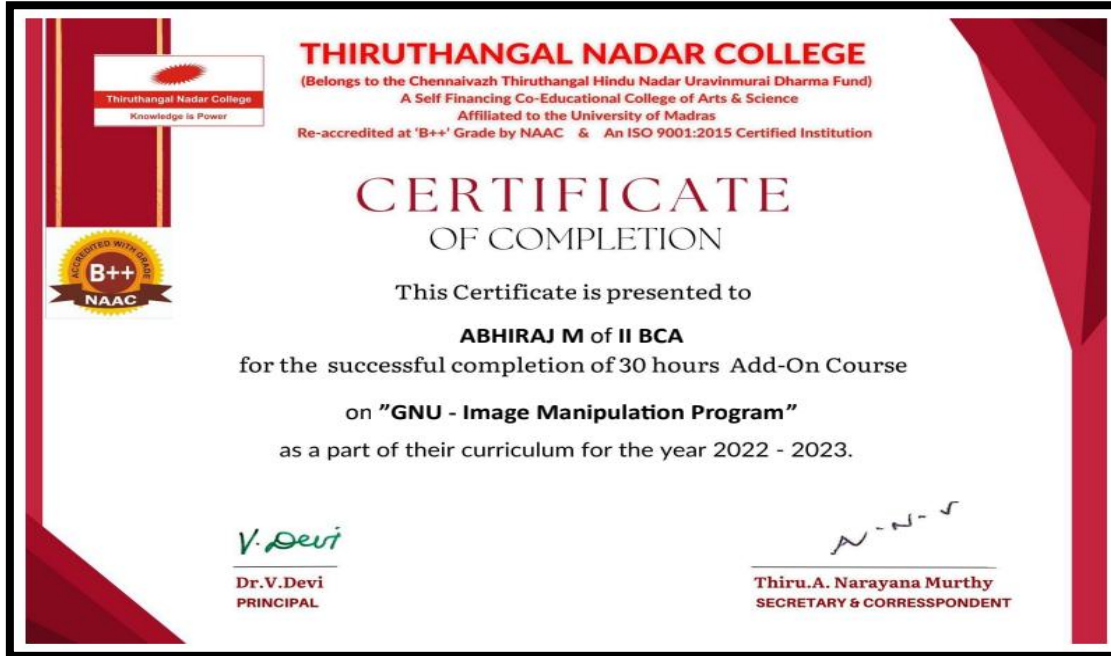 THIRUTHANGAL NADAR COLLEGE
(Belongs to the Chennaivazh Thiruthangal Hindu Nadar Uravinmurai Dharma Fund)
A Self Financing Co-Educational College of Arts & Science
Affiliated to the University of Madras
Re-accredited at ‘B++’ Grade by NAAC & An ISO 9001:2015 Certified Institution
Thiruthangal Nadar College
Knowledge is Power
CERTIFICATE
OF COMPLETION
ACCREDITED WITH GRADE
B++
NAAC
This Certificate is presented to
ABHIRAJ M of II BCA
for the successful completion of 30 hours Add-On Course
on ”GNU - Image Manipulation Program”
as a part of their curriculum for the year 2022 - 2023.
V. Devi
A - N - V
Dr.V.Devi
PRINCIPAL
Thiru.A. Narayana Murthy
SECRETARY & CORRESSPONDENT